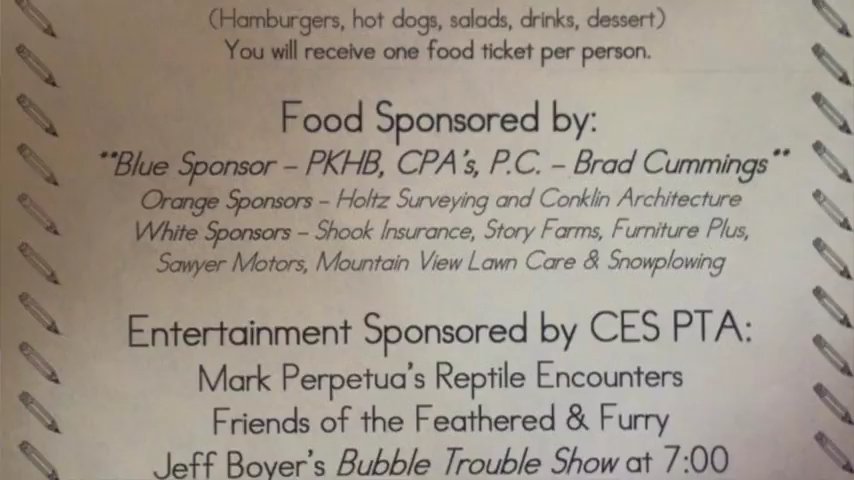 (Hamburgers, hot dogs, salads, drinks, dessert)
You will receive one food ticket per person.
Food Sponsored by:
**Blue Sponsor – PKHB, CPA's, P.C. – Brad Cummings**
Orange Sponsors – Holtz Surveying and Conklin Architecture
White Sponsors – Shook Insurance, Story Farms, Furniture Plus,
Sawyer Motors, Mountain View Lawn Care & Snowplowing
Entertainment Sponsored by CES PTA:
Mark Perpetua's Reptile Encounters
Friends of the Feathered & Furry
Jeff Boyer's Bubble Trouble Show at 7:00